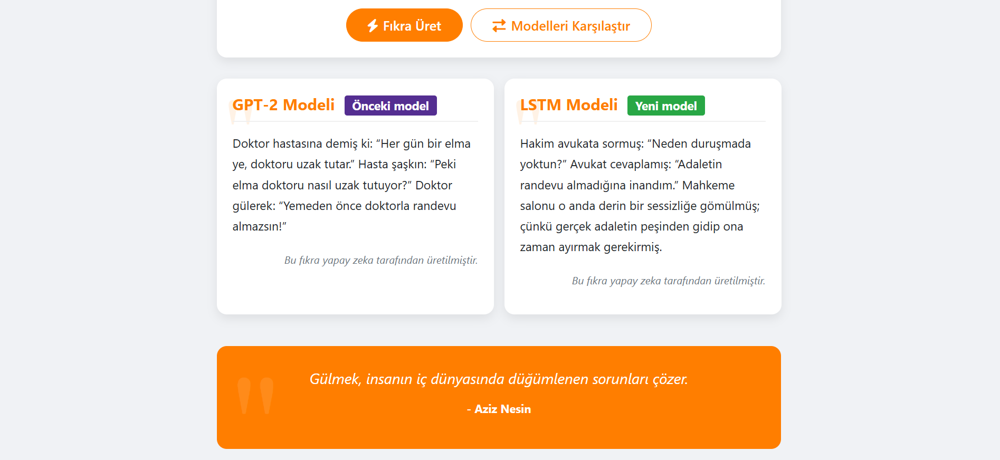 Fıkra Üret
Modelleri Karşılaştır
GPT-2 Modeli
Önceki model
Doktor hastasına demiş ki: “Her gün bir elma
ye, doktoru uzak tutar.” Hasta şaşkın: “Peki
elma doktoru nasıl uzak tutuyor?” Doktor
gülerek: “Yemeden önce doktorla randevu
almazsın!”
Bu fıkra yapay zeka tarafından üretilmiştir.
LSTM Modeli
Yeni model
Hakim avukata sormuş: “Neden duruşmada
yoktun?” Avukat cevaplamış: “Adaletin
randevu almadığına inandım.” Mahkeme
salonu o anda derin bir sessizliğe gömülmüş;
çünkü gerçek adaletin peşinden gidip ona
zaman ayırmak gerekirmiş.
Bu fıkra yapay zeka tarafından üretilmiştir.
Gülmek, insanın iç dünyasında düğümlenen sorunları çözer.
- Aziz Nesin